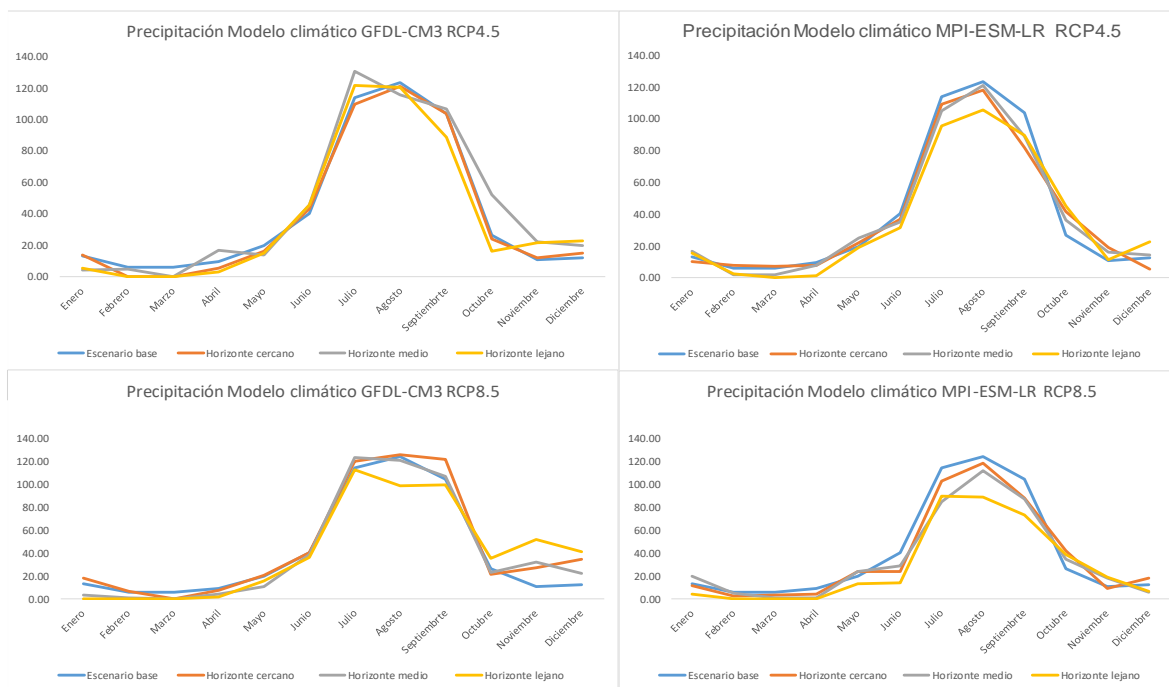 Precipitación Modelo climático GFDL-CM3 RCP4.5
140.00
120.00
100.00
80.00
60.00
40.00
20.00
0.00
Enero Febrero Marzo Abril Mayo Junio Julio Agosto Septiembrte Octubre Noviembre Diciembre
Escenario base Horizonte cercano Horizonte medio Horizonte lejano
Precipitación Modelo climático MPI-ESM-LR RCP4.5
140.00
120.00
100.00
80.00
60.00
40.00
20.00
0.00
Enero Febrero Marzo Abril Mayo Junio Julio Agosto Septiembrte Octubre Noviembre Diciembre
Escenario base Horizonte cercano Horizonte medio Horizonte lejano
Precipitación Modelo climático GFDL-CM3 RCP8.5
140.00
120.00
100.00
80.00
60.00
40.00
20.00
0.00
Enero Febrero Marzo Abril Mayo Junio Julio Agosto Septiembrte Octubre Noviembre Diciembre
Escenario base Horizonte cercano Horizonte medio Horizonte lejano
Precipitación Modelo climático MPI-ESM-LR RCP8.5
140.00
120.00
100.00
80.00
60.00
40.00
20.00
0.00
Enero Febrero Marzo Abril Mayo Junio Julio Agosto Septiembrte Octubre Noviembre Diciembre
Escenario base Horizonte cercano Horizonte medio Horizonte lejano